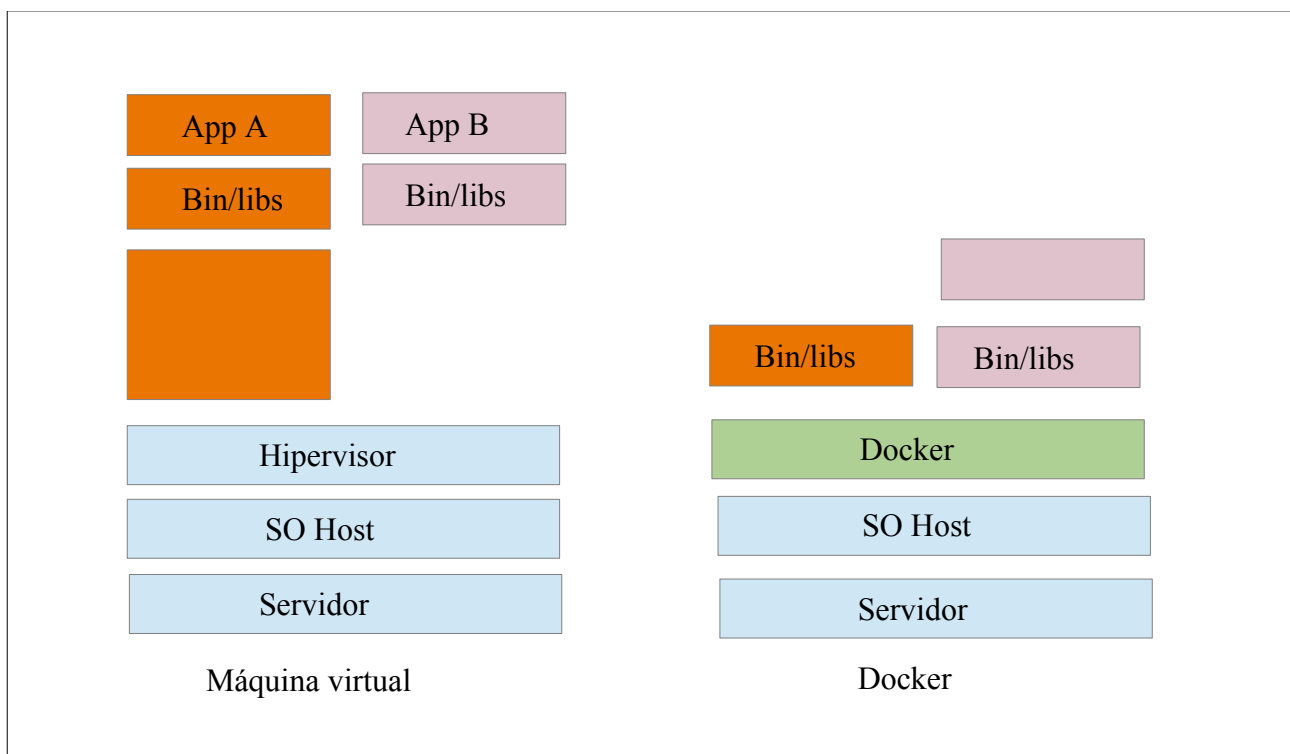 App A
App B
Bin/libs
Bin/libs
Bin/libs
Bin/libs
Hipervisor
Docker
SO Host
SO Host
Servidor
Servidor
Máquina virtual
Docker